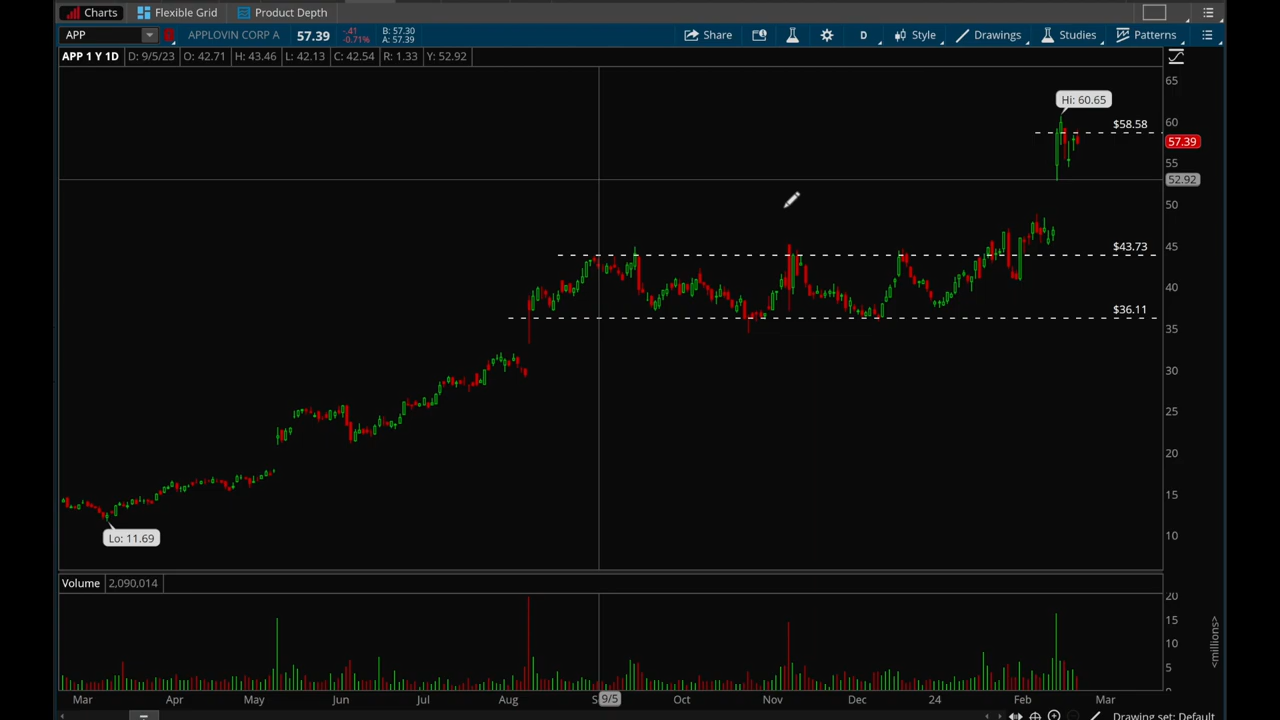 Charts Flexible Grid Product Depth
APP APPLOVIN CORP A 57.39 -.41 -0.71% B: 57.30 A: 57.39 Share D Style Drawings Studies Patterns
APP 1 Y 1D D: 9/5/23 O: 42.71 H: 43.46 L: 42.13 C: 42.54 R: 1.33 Y: 52.92
65
Hi: 60.65
$58.58
60
57.39
55
52.92
50
$43.73
45
40
$36.11
35
30
25
20
15
Lo: 11.69
10
Volume 2,090,014
20
15
10
5
<millions>
Mar Apr May Jun Jul Aug 9/5 Oct Nov Dec 24 Feb Mar
Drawing set: Default